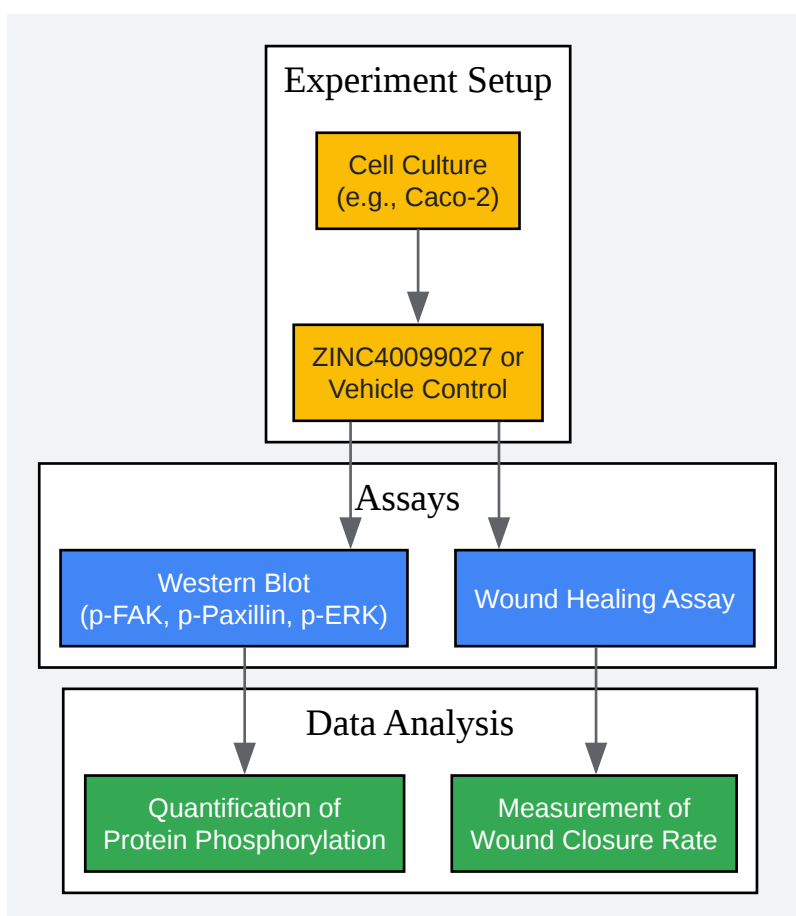 Experiment Setup
Cell Culture
(e.g., Caco-2)
ZINC40099027 or
Vehicle Control
Assays
Western Blot
(p-FAK, p-Paxillin, p-ERK)
Wound Healing Assay
Data Analysis
Quantification of
Protein Phosphorylation
Measurement of
Wound Closure Rate